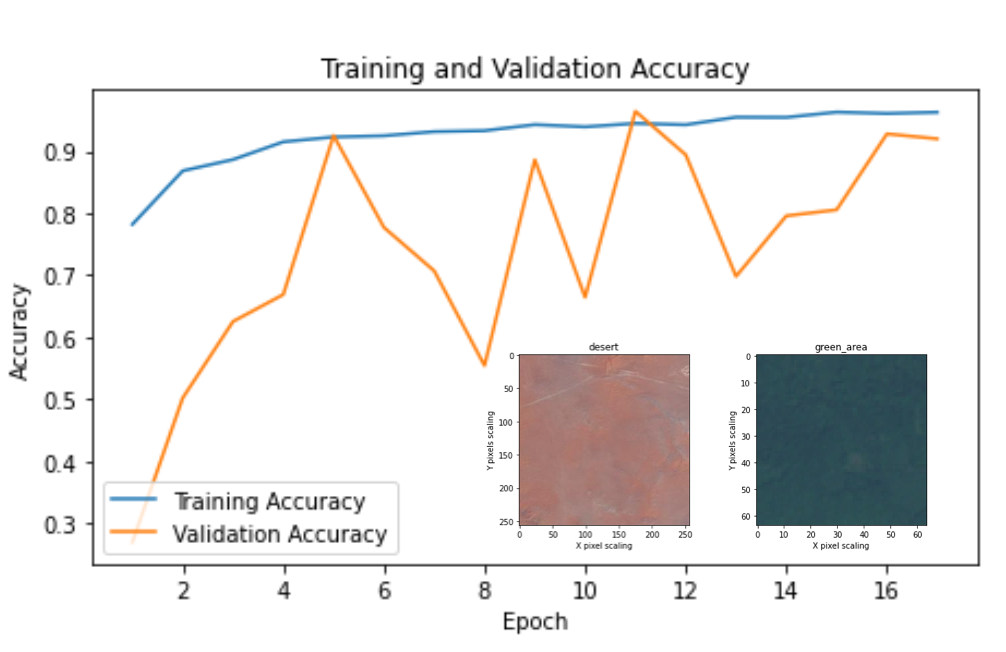 Training and Validation Accuracy
Accuracy
0.9
0.8
0.7
0.6
0.5
0.4
0.3
Training Accuracy
Validation Accuracy
desert
Y pixels scaling
0
50
100
150
200
250
0 50 100 150 200 250
X pixel scaling
green_area
Y pixels scaling
0
10
20
30
40
50
60
0 10 20 30 40 50 60
X pixel scaling
2 4 6 8 10 12 14 16
Epoch